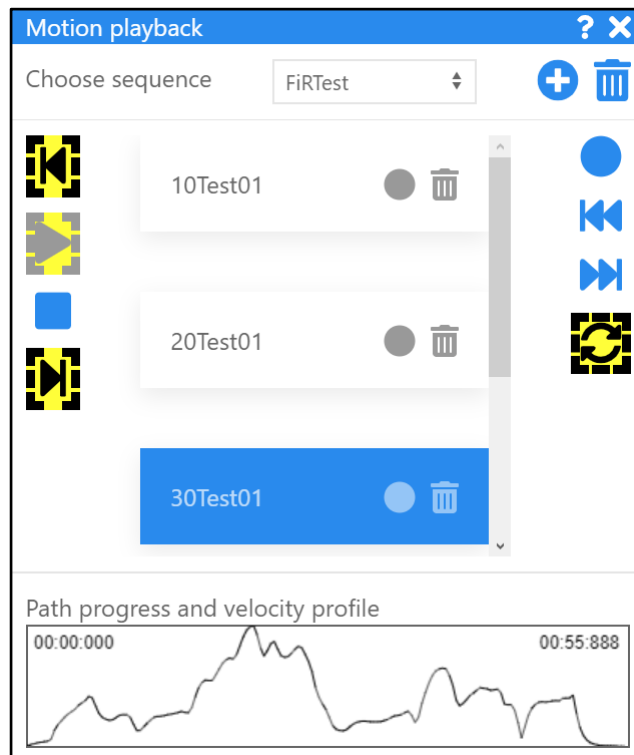 Motion playback
Choose sequence
FiRTest
10Test01
20Test01
30Test01
Path progress and velocity profile
00:00:000
00:55:888